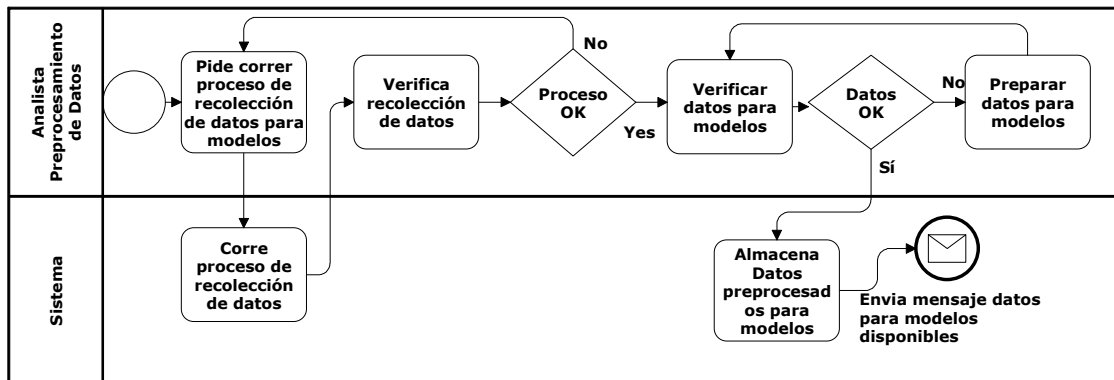 Analista
Preprocesamiento
de Datos
Pide correr
proceso de
recolección
de datos para
modelos
Verifica
recolección
de datos
No
Proceso
OK
Yes
Verificar
datos para
modelos
Datos
OK
No
Sí
Preparar
datos para
modelos
Sistema
Corre
proceso de
recolección
de datos
Almacena
Datos
preprocesad
os para
modelos
Envia mensaje datos
para modelos
disponibles